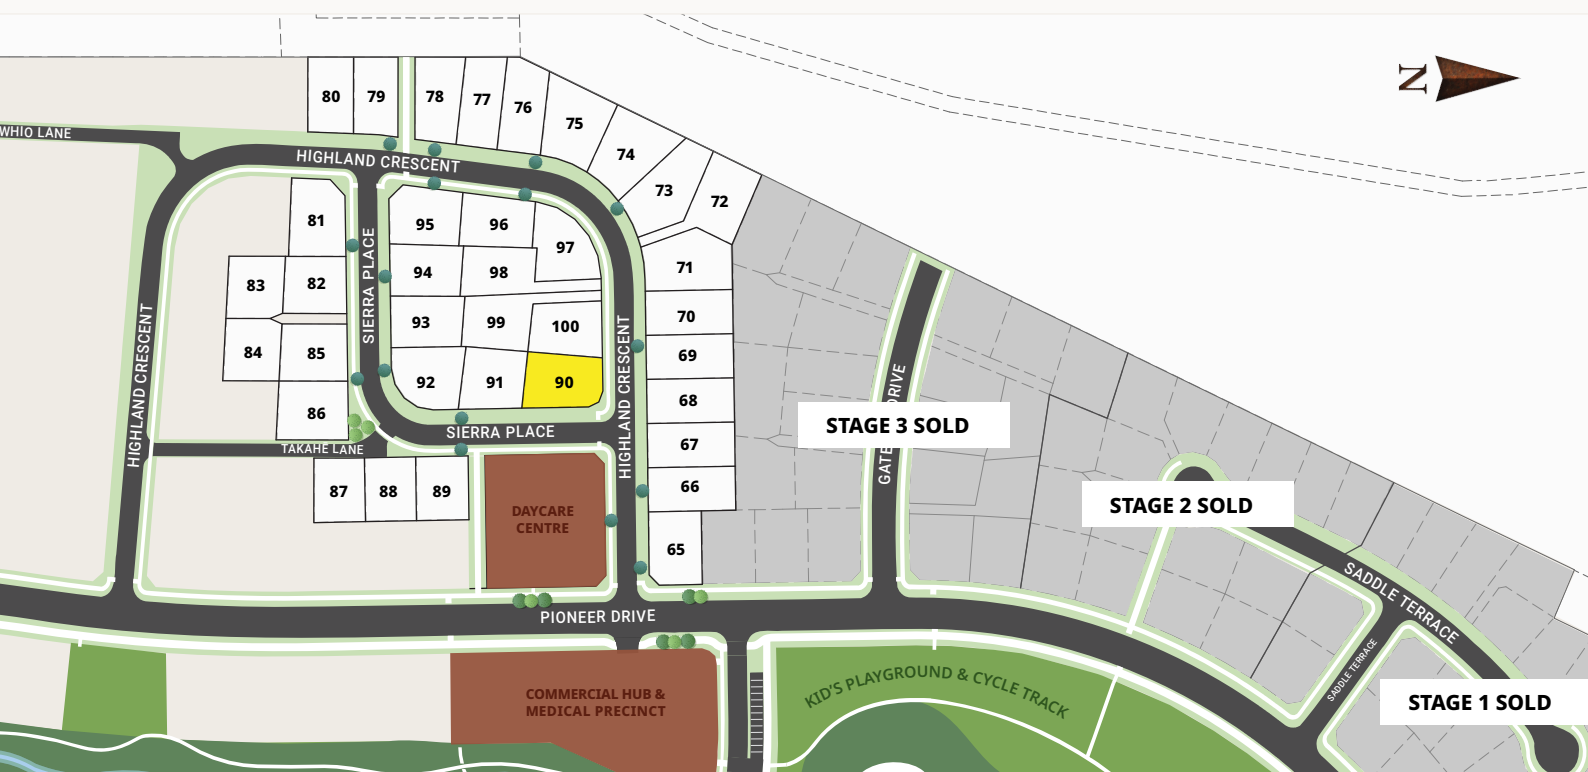 N
80
79
78
77
76
75
74
73
72
WHIO LANE
HIGHLAND CRESCENT
81
95
96
97
SIERRA PLACE
83
82
94
98
71
93
99
100
70
HIGHLAND CRESCENT
84
85
69
92
91
90
68
HIGHLAND CRESCENT
86
SIERRA PLACE
67
TAKAHE LANE
87
88
89
66
DAYCARE
CENTRE
65
GATE
DRIVE
STAGE 3 SOLD
STAGE 2 SOLD
SADDLE TERRACE
SADDLE TERRACE
STAGE 1 SOLD
PIONEER DRIVE
COMMERCIAL HUB &
MEDICAL PRECINCT
KID'S PLAYGROUND & CYCLE TRACK